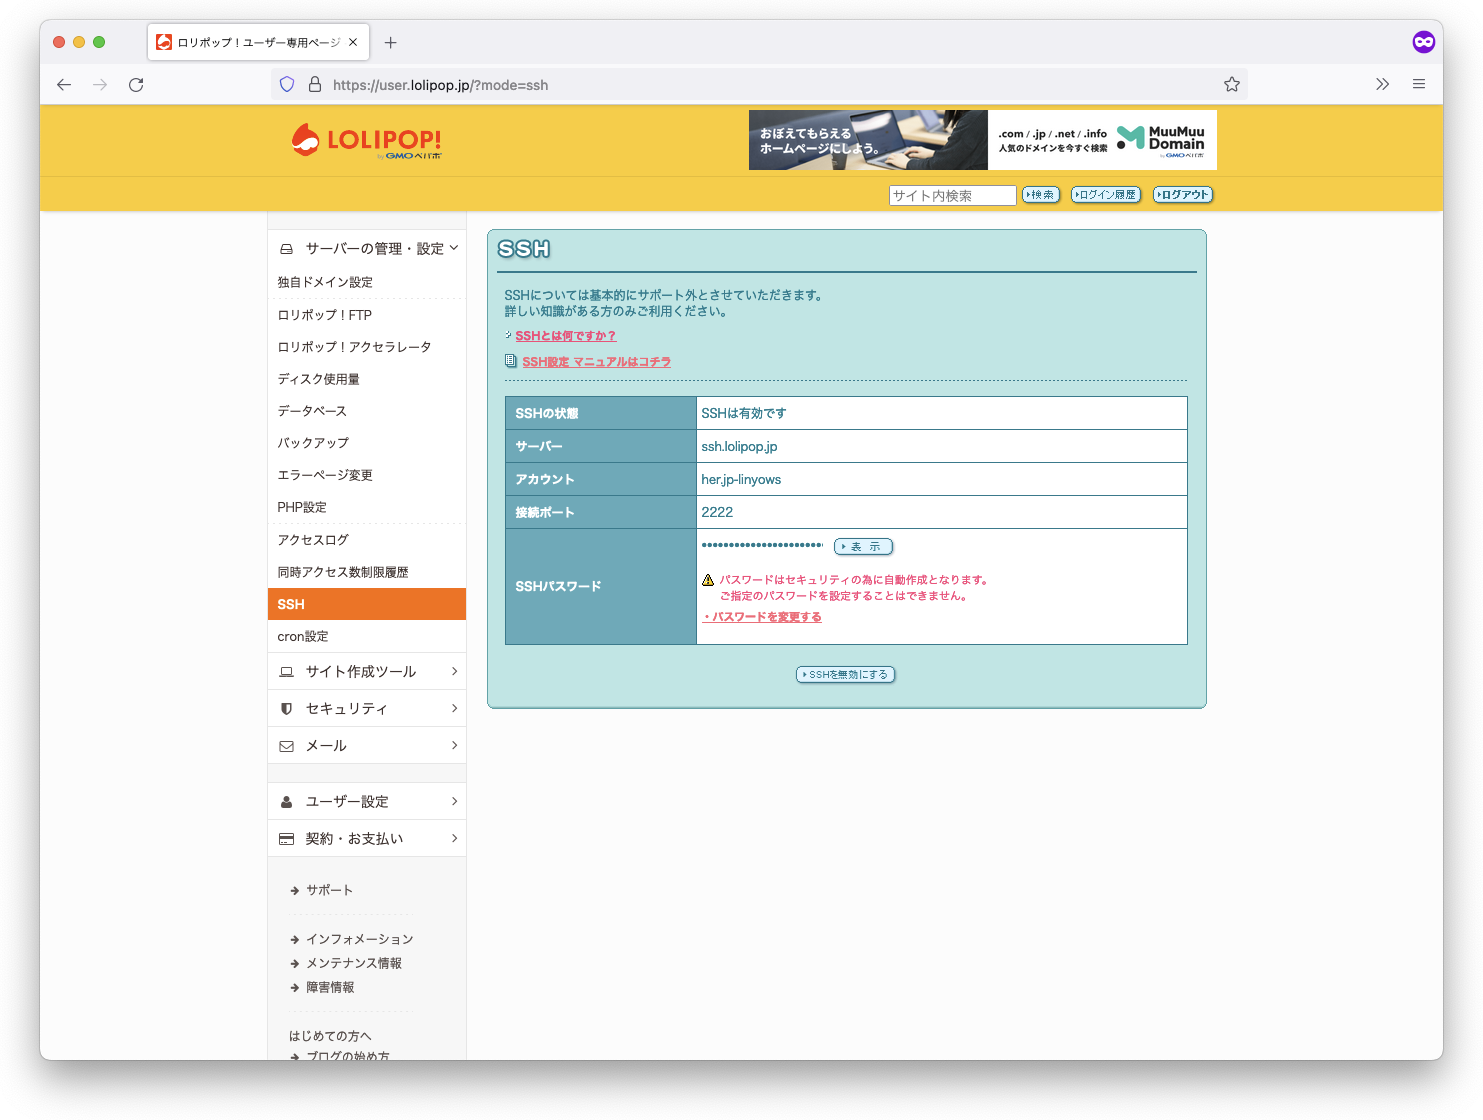 ロリポップ！ユーザー専用ページ
https://user.lolipop.jp/?mode=ssh
LOLIPOP!
by GMOペパボ
おぼえてもらえる
ホームページにしよう。
.com / .jp / .net / .info
人気のドメインを今すぐ検索
MuuMuu
Domain
by GMOペパボ
サイト内検索
検索
ログイン履歴
ログアウト
サーバーの管理・設定
独自ドメイン設定
ロリポップ！FTP
ロリポップ！アクセラレータ
ディスク使用量
データベース
バックアップ
エラーページ変更
PHP設定
アクセスログ
同時アクセス数制限履歴
SSH
cron設定
サイト作成ツール
セキュリティ
メール
ユーザー設定
契約・お支払い
サポート
インフォメーション
メンテナンス情報
障害情報
はじめての方へ
ブログの始め方
SSH
SSHについては基本的にサポート外とさせていただきます。
詳しい知識がある方のみご利用ください。
SSHとは何ですか？
SSH設定 マニュアルはコチラ
SSHの状態 SSHは有効です
サーバー ssh.lolipop.jp
アカウント her.jp-linyows
接続ポート 2222
SSHパスワード
表 示
パスワードはセキュリティの為に自動作成となります。
ご指定のパスワードを設定することはできません。
・パスワードを変更する
SSHを無効にする